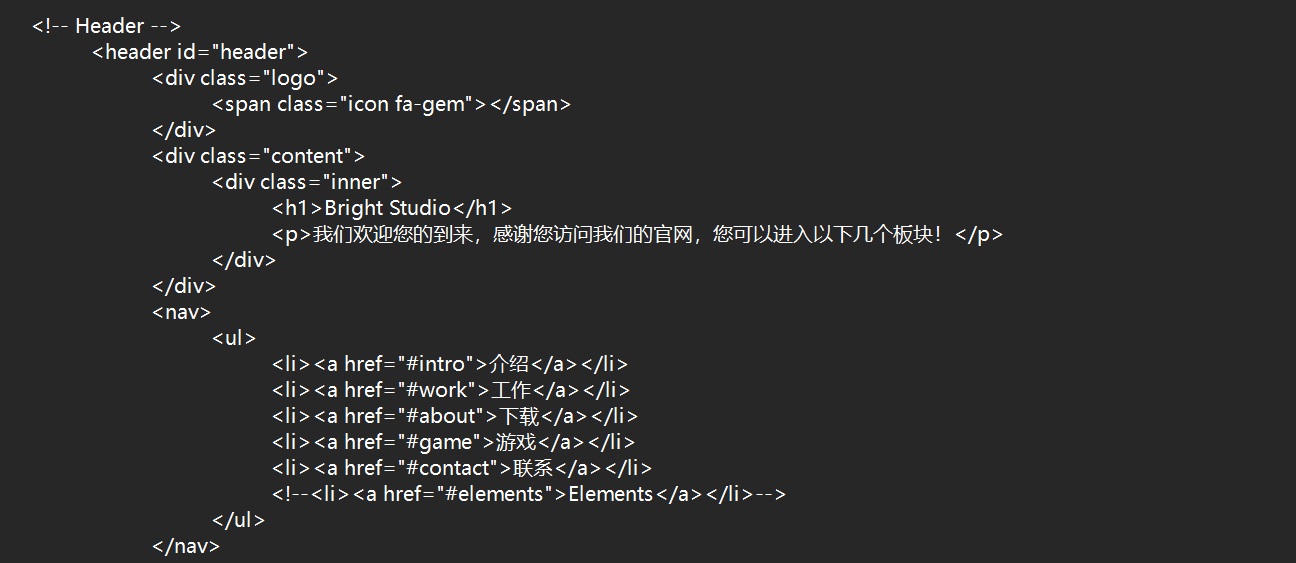 <!-- Header -->
<header id="header">
<div class="logo">
<span class="icon fa-gem"></span>
</div>
<div class="content">
<div class="inner">
<h1>Bright Studio</h1>
<p>我们欢迎您的到来，感谢您访问我们的官网，您可以进入以下几个板块！</p>
</div>
</div>
<nav>
<ul>
<li><a href="#intro">介绍</a></li>
<li><a href="#work">工作</a></li>
<li><a href="#about">下载</a></li>
<li><a href="#game">游戏</a></li>
<li><a href="#contact">联系</a></li>
<!--<li><a href="#elements">Elements</a></li>-->
</ul>
</nav>